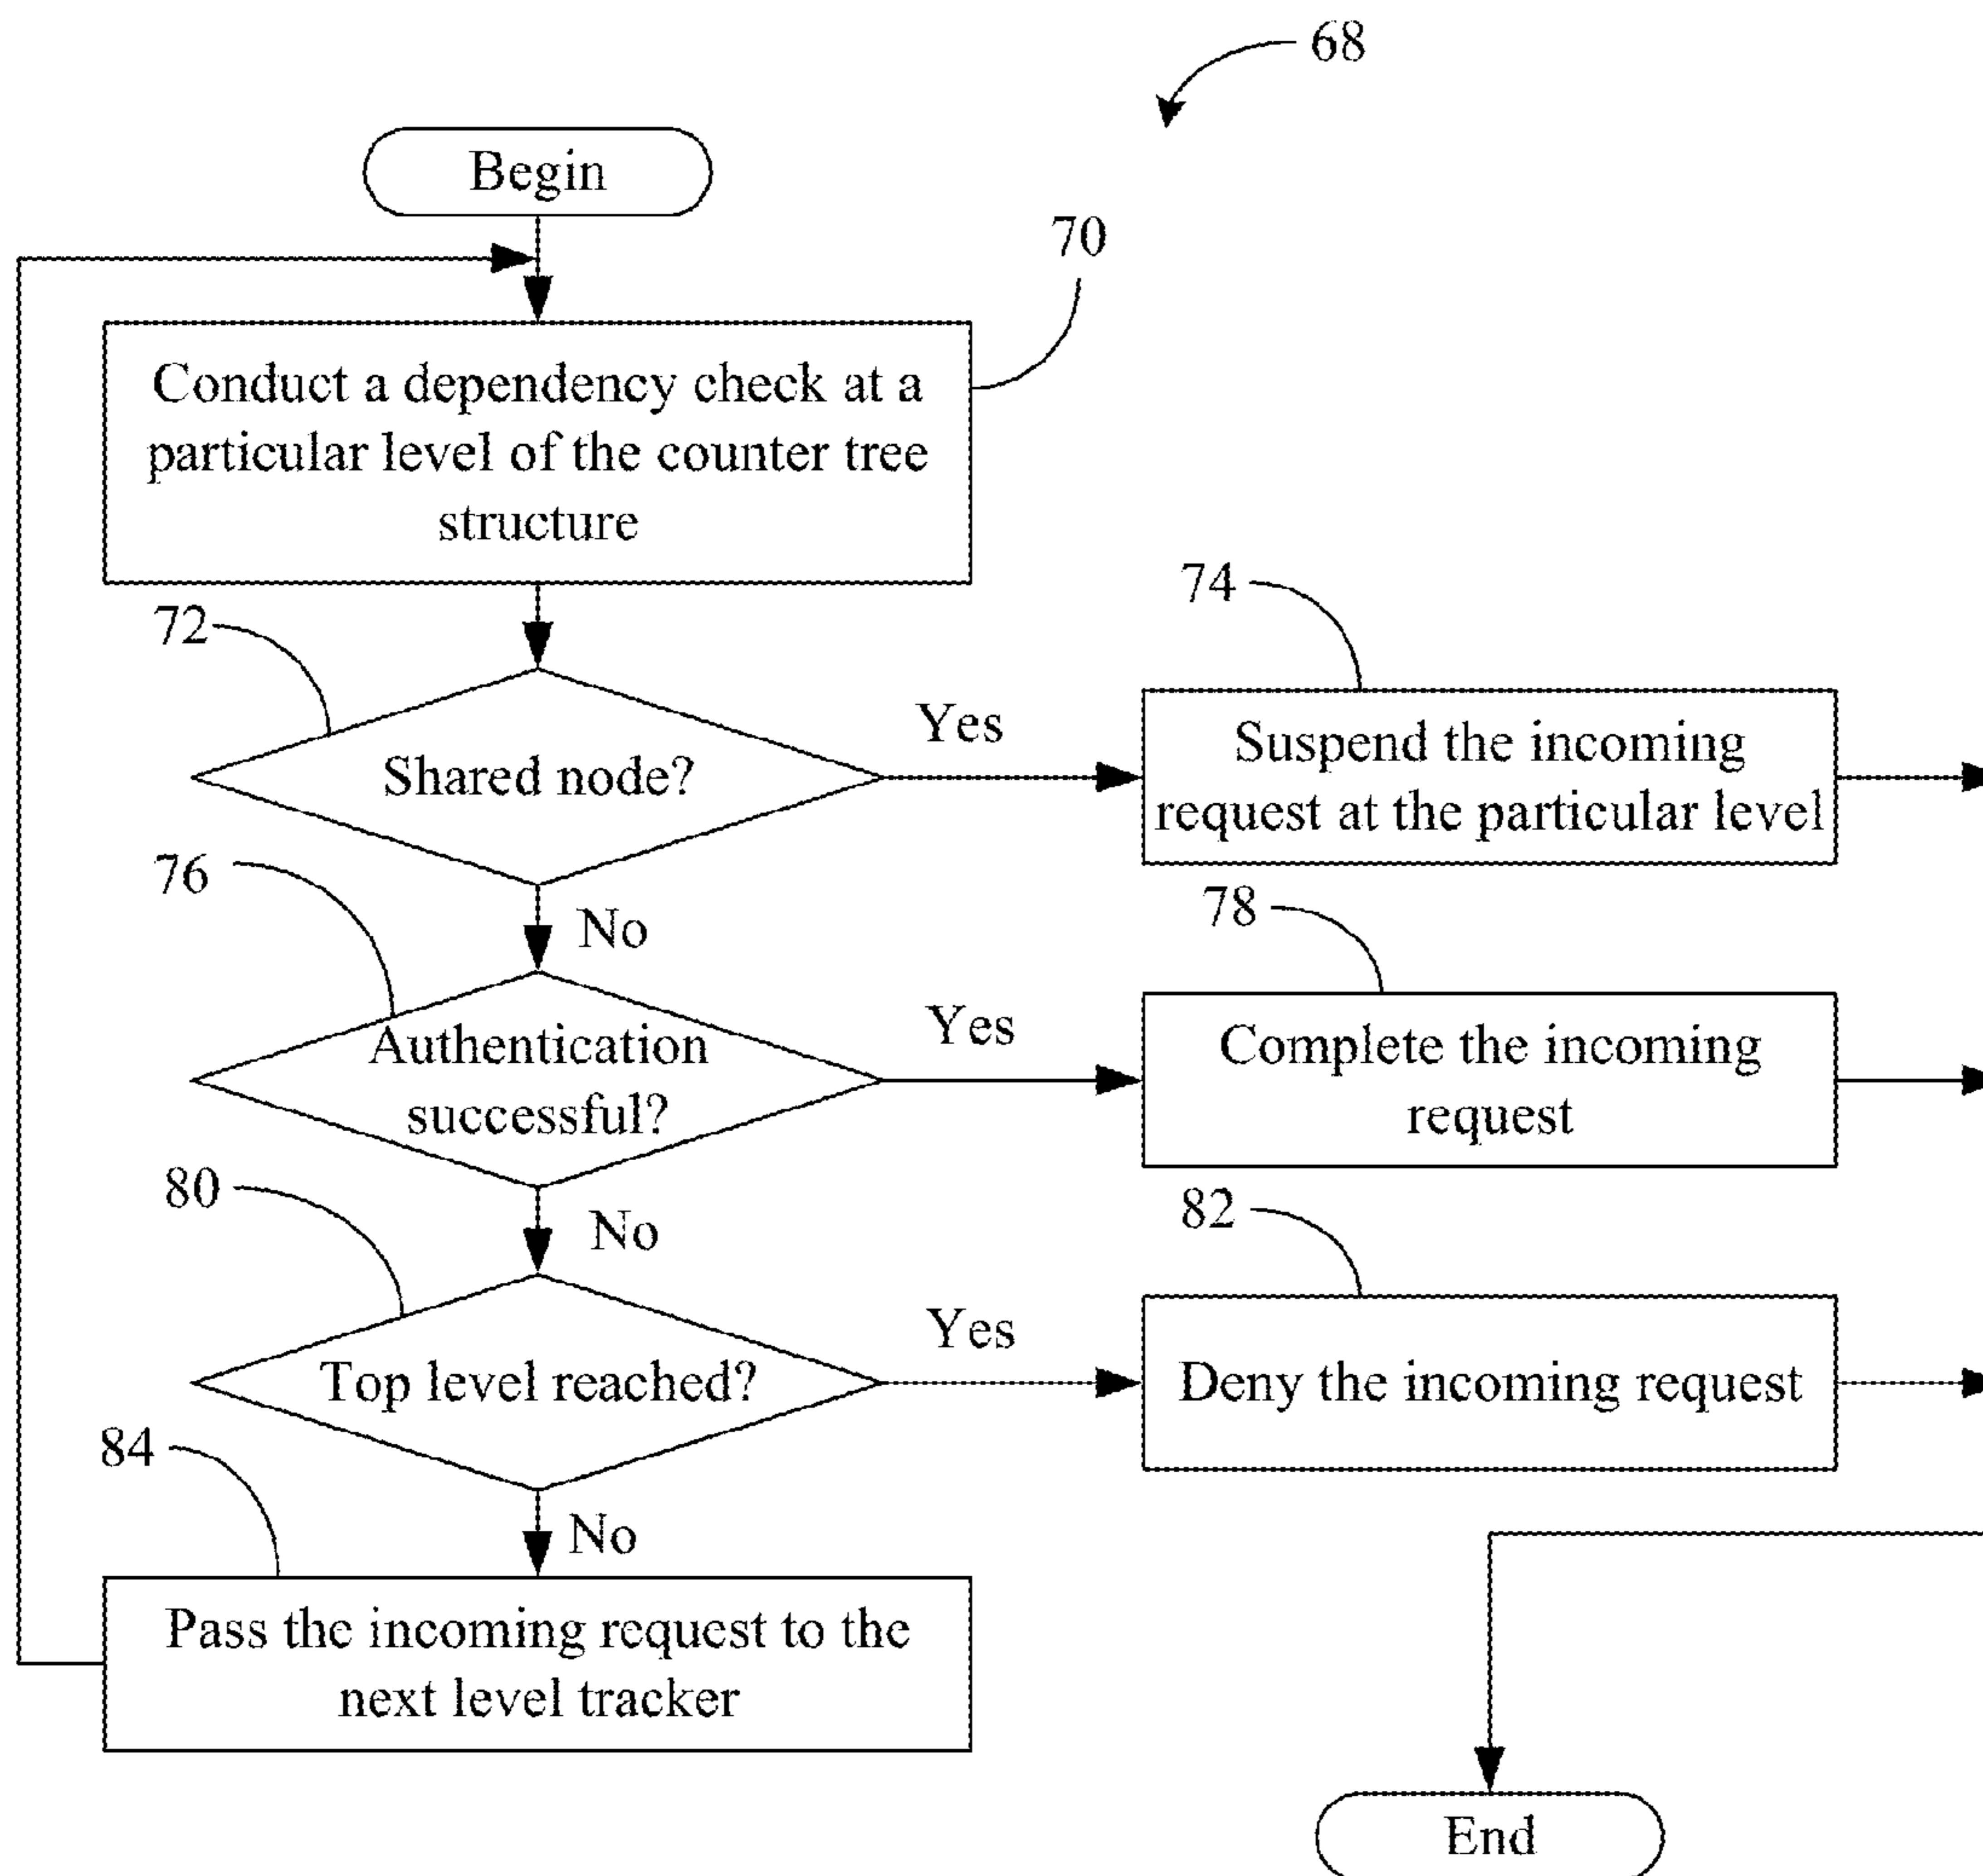 68
Begin
70
Conduct a dependency check at a
particular level of the counter tree
structure
72
74
Shared node?
Yes
Suspend the incoming
request at the particular level
76
No
78
Authentication
successful?
Yes
Complete the incoming
request
80
No
82
Top level reached?
Yes
Deny the incoming request
84
No
Pass the incoming request to the
next level tracker
End